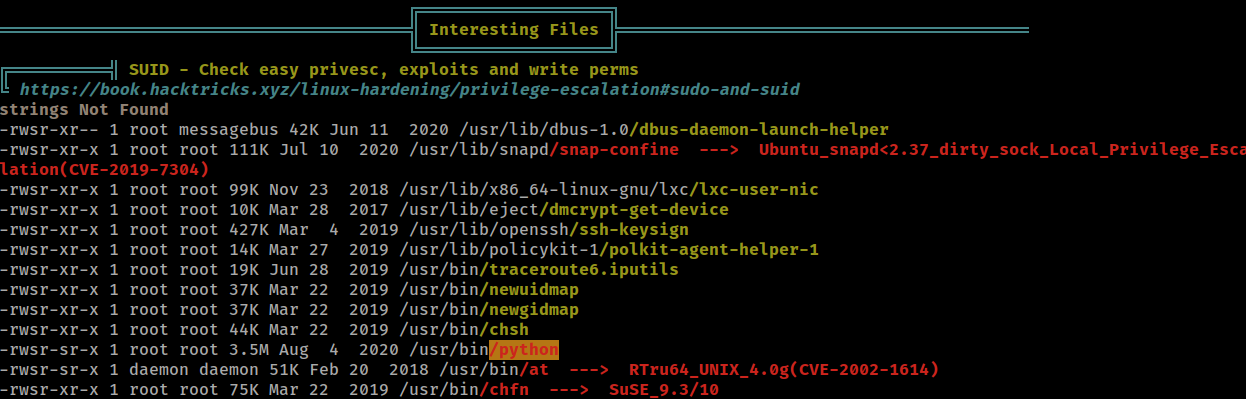 Interesting Files
SUID - Check easy privesc, exploits and write perms
https://book.hacktricks.xyz/linux-hardening/privilege-escalation#sudo-and-suid
strings Not Found
-rwsr-xr-- 1 root messagebus 42K Jun 11  2020 /usr/lib/dbus-1.0/dbus-daemon-launch-helper
-rwsr-xr-x 1 root root 111K Jul 10  2020 /usr/lib/snapd/snap-confine  --->  Ubuntu_snapd<2.37_dirty_sock_Local_Privilege_Esca
lation(CVE-2019-7304)
-rwsr-xr-x 1 root root 99K Nov 23  2018 /usr/lib/x86_64-linux-gnu/lxc/lxc-user-nic
-rwsr-xr-x 1 root root 10K Mar 28  2017 /usr/lib/eject/dmcrypt-get-device
-rwsr-xr-x 1 root root 427K Mar  4  2019 /usr/lib/openssh/ssh-keysign
-rwsr-xr-x 1 root root 14K Mar 27  2019 /usr/lib/policykit-1/polkit-agent-helper-1
-rwsr-xr-x 1 root root 19K Jun 28  2019 /usr/bin/traceroute6.iputils
-rwsr-xr-x 1 root root 37K Mar 22  2019 /usr/bin/newuidmap
-rwsr-xr-x 1 root root 37K Mar 22  2019 /usr/bin/newgidmap
-rwsr-xr-x 1 root root 44K Mar 22  2019 /usr/bin/chsh
-rwsr-sr-x 1 root root 3.5M Aug  4  2020 /usr/bin/python
-rwsr-sr-x 1 daemon daemon 51K Feb 20  2018 /usr/bin/at  --->  RTru64_UNIX_4.0g(CVE-2002-1614)
-rwsr-xr-x 1 root root 75K Mar 22  2019 /usr/bin/chfn  --->  SuSE_9.3/10